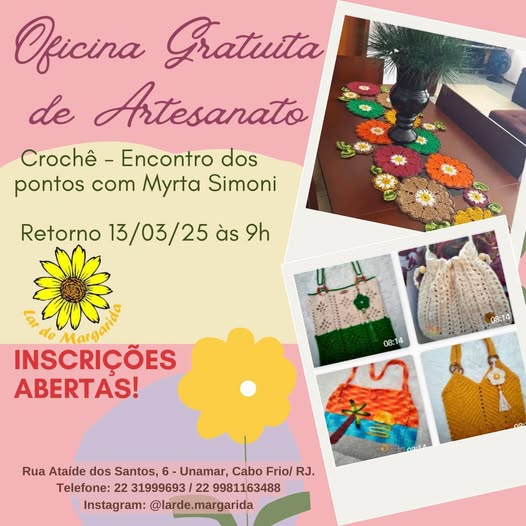 Oficina Gratuita
de Artesanato
Crochê - Encontro dos
pontos com Myrta Simoni
Retorno 13/03/25 às 9h
Lar de Margarida
INSCRIÇÕES
ABERTAS!
08:14
08:14
08:14
Rua Ataíde dos Santos, 6 - Unamar, Cabo Frio/ RJ.
Telefone: 22 31999693 / 22 9981163488
Instagram: @larde.margarida